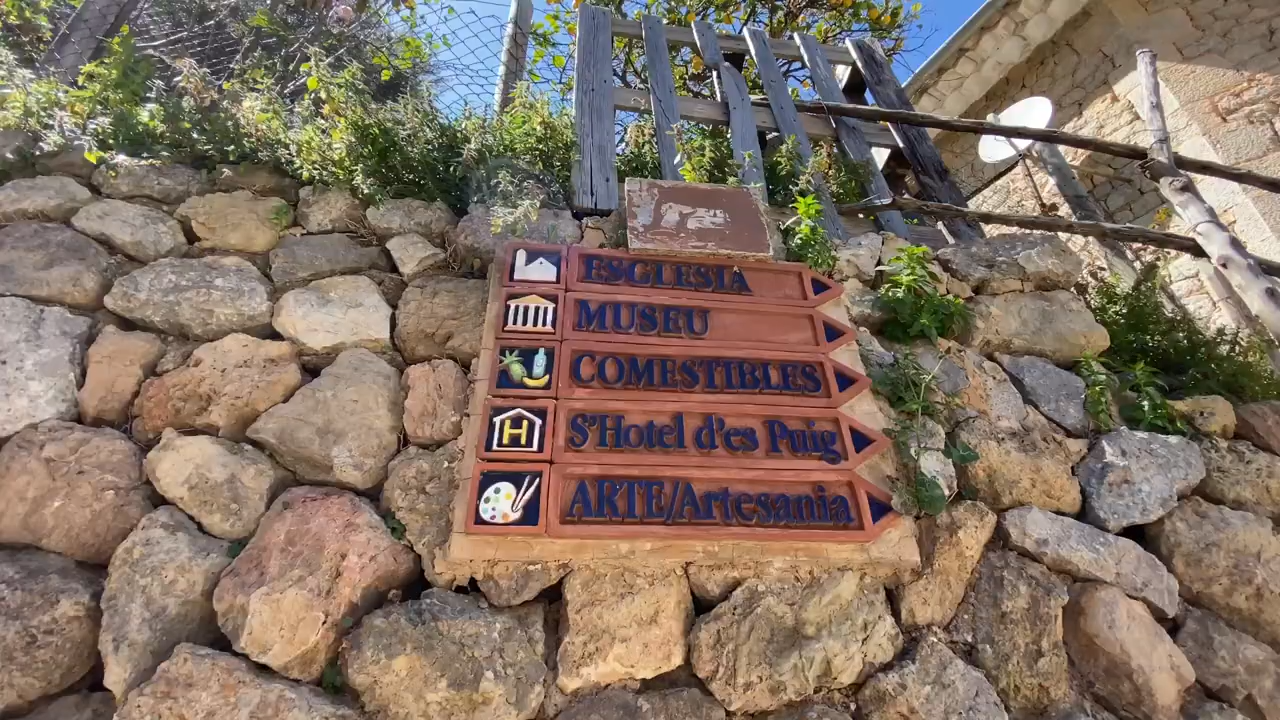 ESGLESIA
MUSEU
COMESTIBLES
H S'Hotel d'es Puig
ARTE/Artesania